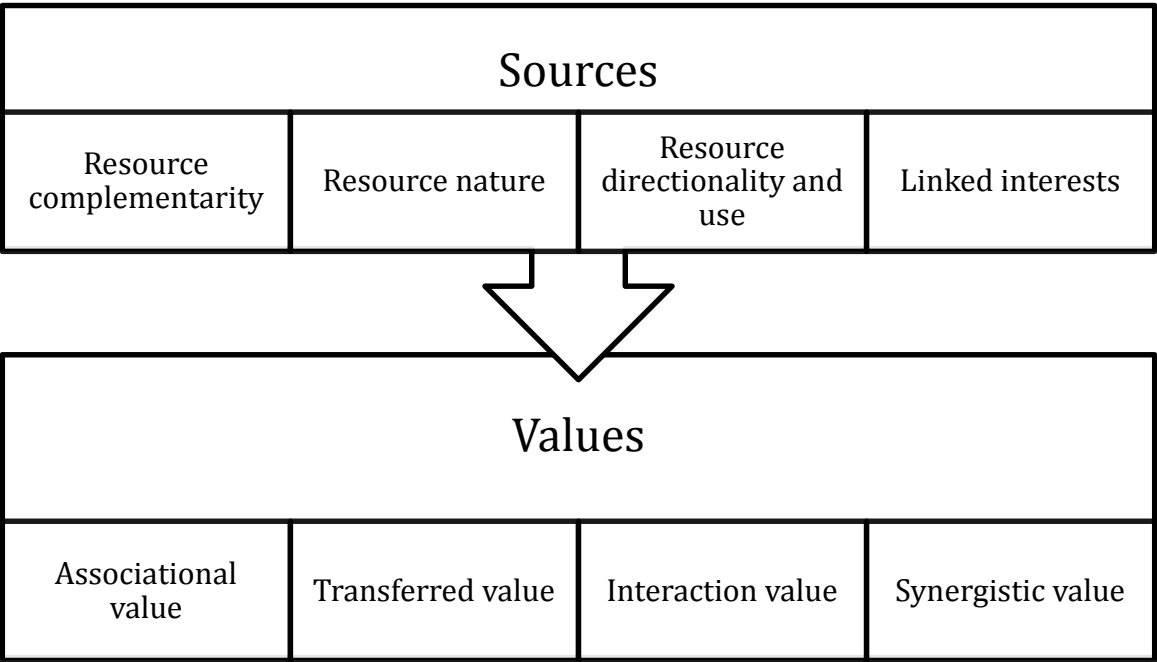 Sources
Resource
complementarity
Resource nature
Resource
directionality and
use
Linked interests
Values
Associational
value
Transferred value
Interaction value
Synergistic value